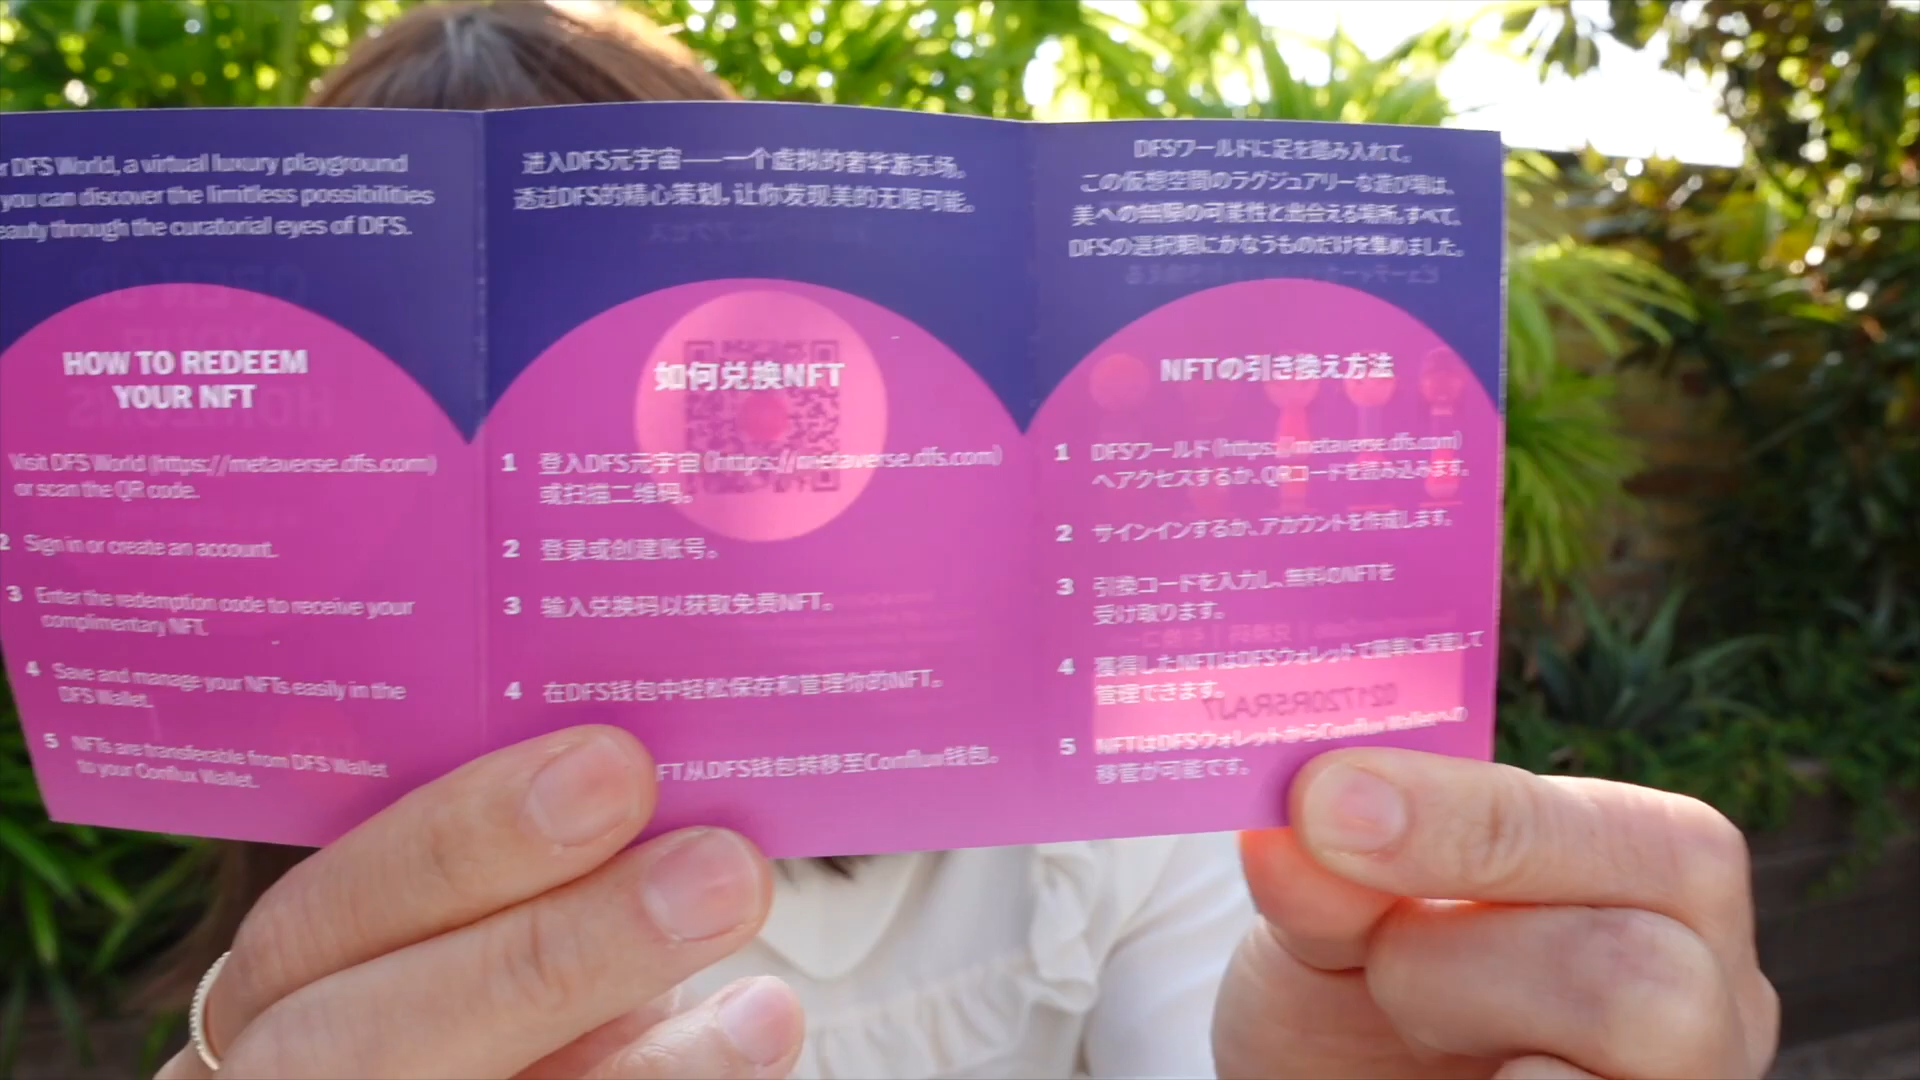 DFS World, a virtual luxury playground
you can discover the limitless possibilities
through the curatorial eyes of DFS.
HOW TO REDEEM
YOUR NFT
Visit DFS World (https://metaverse.dfs.com)
or scan the QR code.
2 Sign in or create an account.
3 Enter the redemption code to receive your
complimentary NFT.
4 Save and manage your NFTs easily in the
DFS Wallet.
5 NFTs are transferable from DFS Wallet
to your Conflux Wallet.
进入DFS元宇宙——一个虚拟的奢华游乐场。
透过DFS的精心策划，让你发现美的无限可能。
如何兑换NFT
1 登入DFS元宇宙 (https://metaverse.dfs.com)
或扫描二维码。
2 登录或创建账号。
3 输入兑换码以获取免费NFT。
4 在DFS钱包中轻松保存和管理你的NFT。
FT从DFS钱包转移至Conflux钱包。
DFSワールドに足を踏み入れて。
この仮想空間のラグジュアリーな遊び場は、
美への無限の可能性と出合える場所。すべて、
DFSの選択眼にかなうものだけを集めました。
NFTの引き換え方法
1 DFSワールド (https://metaverse.dfs.com)
へアクセスするか、QRコードを読み込みます。
2 サインインするか、アカウントを作成します。
3 引換コードを入力し、無料のNFTを
受け取ります。
4 獲得したNFTはDFSウォレットで簡単に保管して
管理できます。
5 NFTはDFSウォレットからConflux Walletへの
移管が可能です。